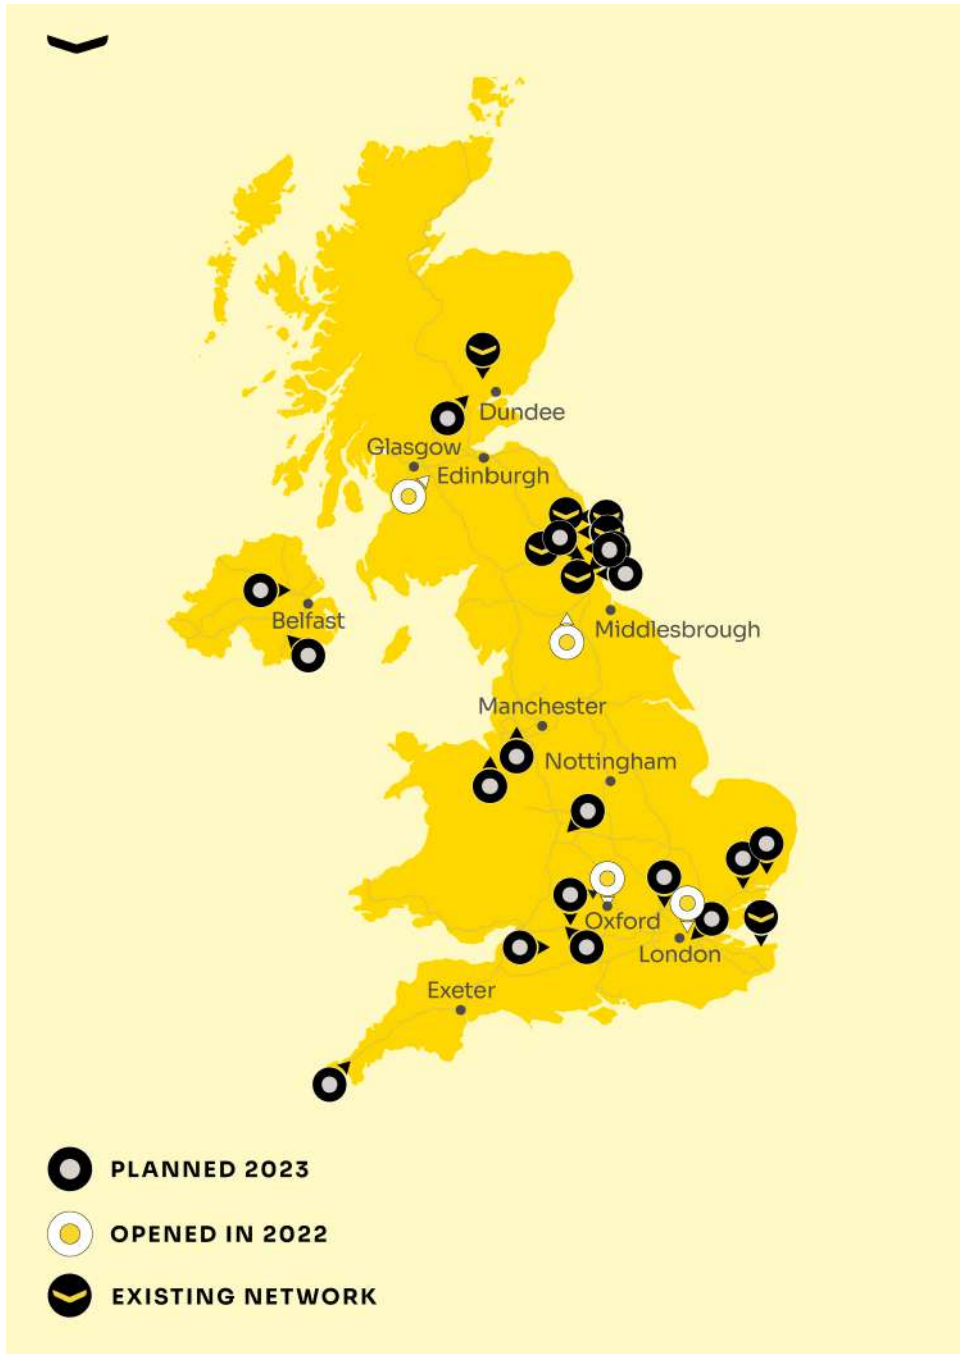 Dundee
Glasgow
Edinburgh
Belfast
Middlesbrough
Manchester
Nottingham
Oxford
London
Exeter
PLANNED 2023
OPENED IN 2022
EXISTING NETWORK